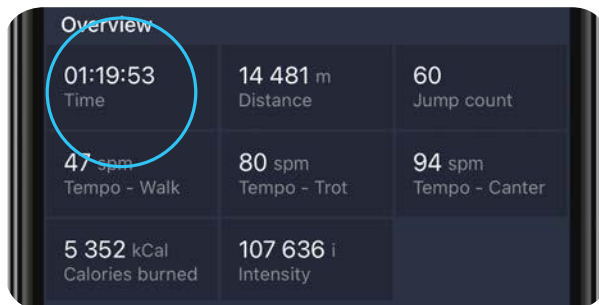 Overview
01:19:53
Time
14 481 m
Distance
60
Jump count
47 spm
Tempo - Walk
80 spm
Tempo - Trot
94 spm
Tempo - Canter
5 352 kCal
Calories burned
107 636 i
Intensity